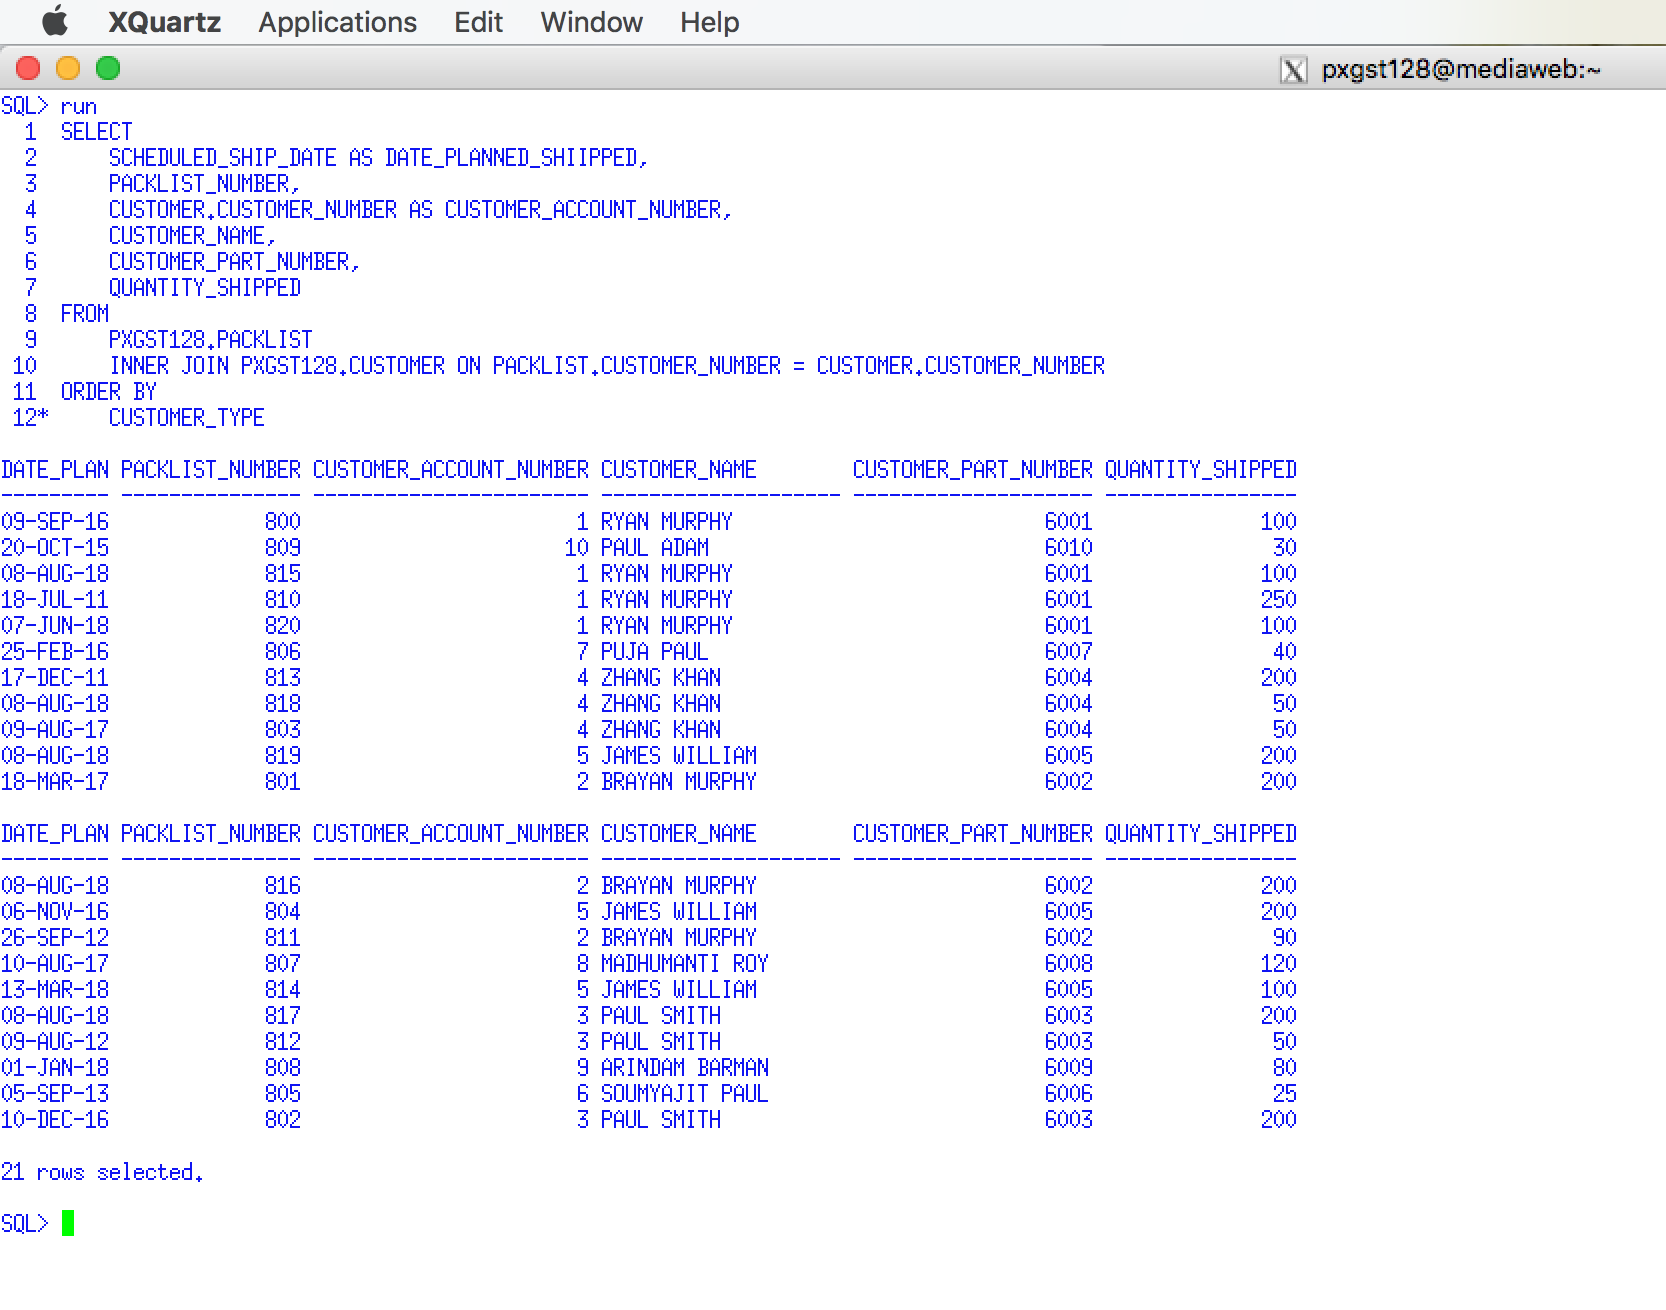 XQuartz Applications Edit Window Help
X pxgst128@mediaweb:~
SQL> run
  1  SELECT
  2      SCHEDULED_SHIP_DATE AS DATE_PLANNED_SHIIPPED,
  3      PACKLIST_NUMBER,
  4      CUSTOMER.CUSTOMER_NUMBER AS CUSTOMER_ACCOUNT_NUMBER,
  5      CUSTOMER_NAME,
  6      CUSTOMER_PART_NUMBER,
  7      QUANTITY_SHIPPED
  8  FROM
  9      PXGST128.PACKLIST
 10      INNER JOIN PXGST128.CUSTOMER ON PACKLIST.CUSTOMER_NUMBER = CUSTOMER.CUSTOMER_NUMBER
 11  ORDER BY
 12*     CUSTOMER_TYPE
DATE_PLAN PACKLIST_NUMBER CUSTOMER_ACCOUNT_NUMBER CUSTOMER_NAME        CUSTOMER_PART_NUMBER QUANTITY_SHIPPED
--------- --------------- ----------------------- -------------------- -------------------- ----------------
09-SEP-16 800 1 RYAN MURPHY 6001 100
20-OCT-15 809 10 PAUL ADAM 6010 30
08-AUG-18 815 1 RYAN MURPHY 6001 100
18-JUL-11 810 1 RYAN MURPHY 6001 250
07-JUN-18 820 1 RYAN MURPHY 6001 100
25-FEB-16 806 7 PUJA PAUL 6007 40
17-DEC-11 813 4 ZHANG KHAN 6004 200
08-AUG-18 818 4 ZHANG KHAN 6004 50
09-AUG-17 803 4 ZHANG KHAN 6004 50
08-AUG-18 819 5 JAMES WILLIAM 6005 200
18-MAR-17 801 2 BRAYAN MURPHY 6002 200
DATE_PLAN PACKLIST_NUMBER CUSTOMER_ACCOUNT_NUMBER CUSTOMER_NAME        CUSTOMER_PART_NUMBER QUANTITY_SHIPPED
--------- --------------- ----------------------- -------------------- -------------------- ----------------
08-AUG-18 816 2 BRAYAN MURPHY 6002 200
06-NOV-16 804 5 JAMES WILLIAM 6005 200
26-SEP-12 811 2 BRAYAN MURPHY 6002 90
10-AUG-17 807 8 MADHUMANTI ROY 6008 120
13-MAR-18 814 5 JAMES WILLIAM 6005 100
08-AUG-18 817 3 PAUL SMITH 6003 200
09-AUG-12 812 3 PAUL SMITH 6003 50
01-JAN-18 808 9 ARINDAM BARMAN 6009 80
05-SEP-13 805 6 SOUMYAJIT PAUL 6006 25
10-DEC-16 802 3 PAUL SMITH 6003 200
21 rows selected.
SQL>